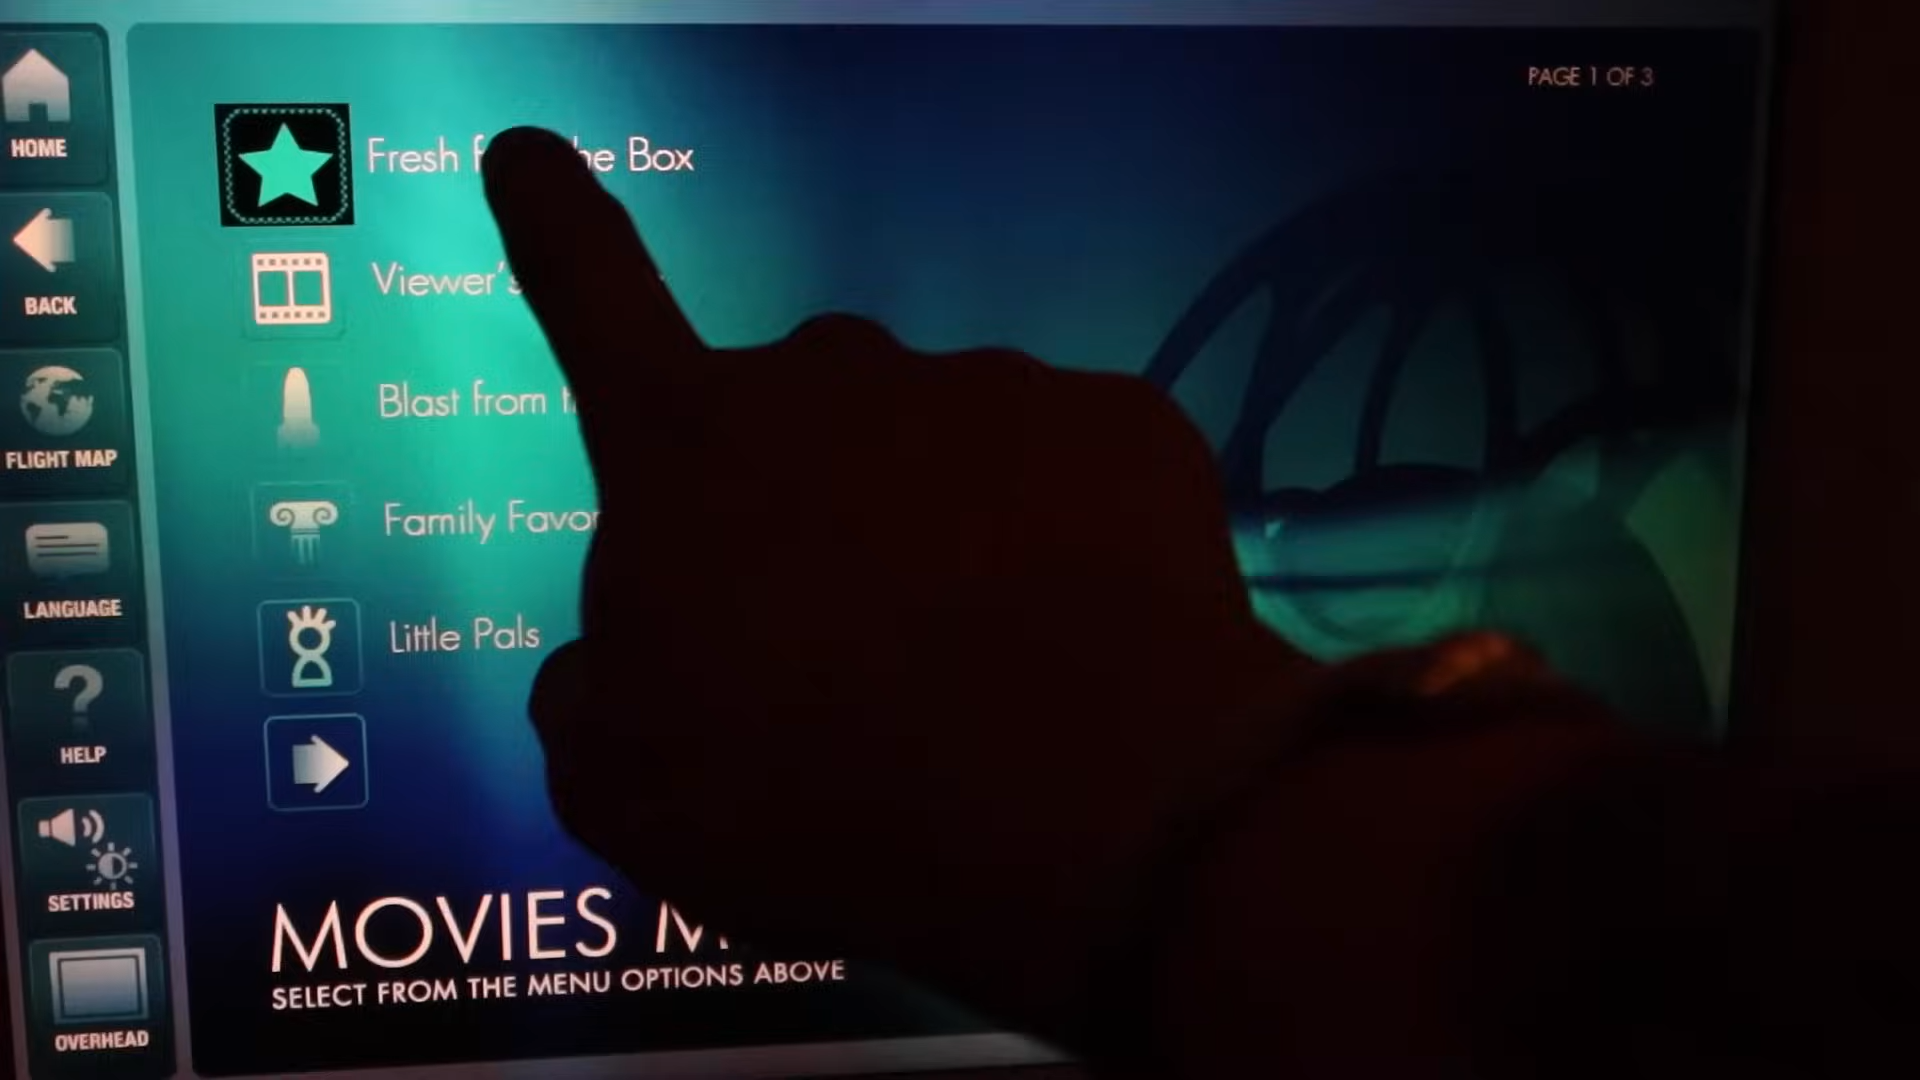 PAGE 1 OF 3
HOME
BACK
FLIGHT MAP
LANGUAGE
HELP
SETTINGS
OVERHEAD
Fresh he Box
Viewer's
Blast from
Family Favor
Little Pals
MOVIES M
SELECT FROM THE MENU OPTIONS ABOVE